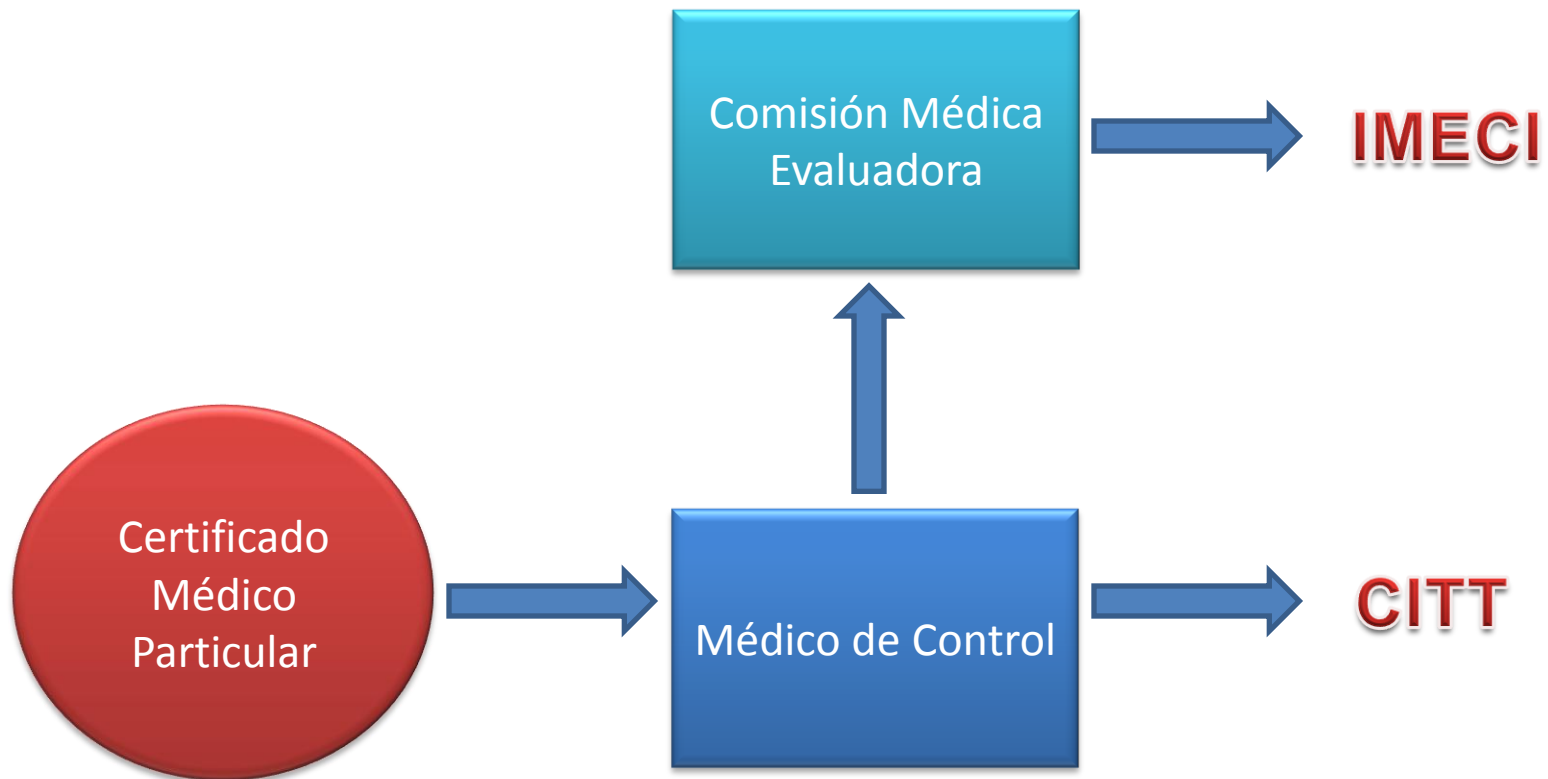 Comisión Médica
Evaluadora
IMECI
Certificado
Médico
Particular
Médico de Control
CITT